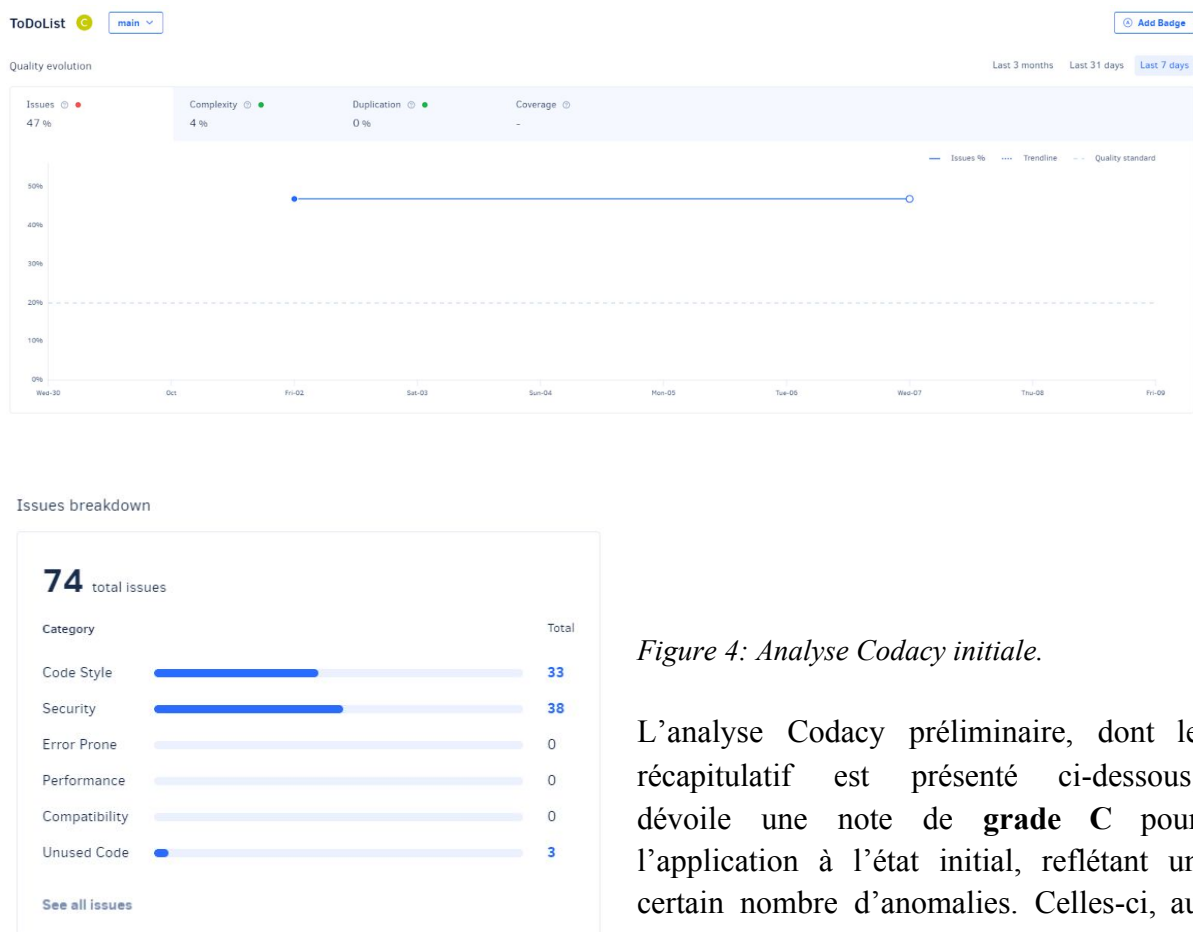 ToDoList C main
Add Badge
Quality evolution
Last 3 months Last 31 days Last 7 days
Issues Complexity Duplication Coverage
47 % 4 % 0 % -
Issues % Trendline Quality standard
50%
40%
30%
20%
10%
0%
Wed-30 Oct Fri-02 Sat-03 Sun-04 Mon-05 Tue-06 Wed-07 Thu-08 Fri-09
Issues breakdown
74 total issues
Category Total
Code Style 33
Security 38
Error Prone 0
Performance 0
Compatibility 0
Unused Code 3
See all issues
Figure 4: Analyse Codacy initiale.
L’analyse Codacy préliminaire, dont le
récapitulatif est présenté ci-dessous
dévoile une note de grade C pour
l’application à l’état initial, reflétant un
certain nombre d’anomalies. Celles-ci, au